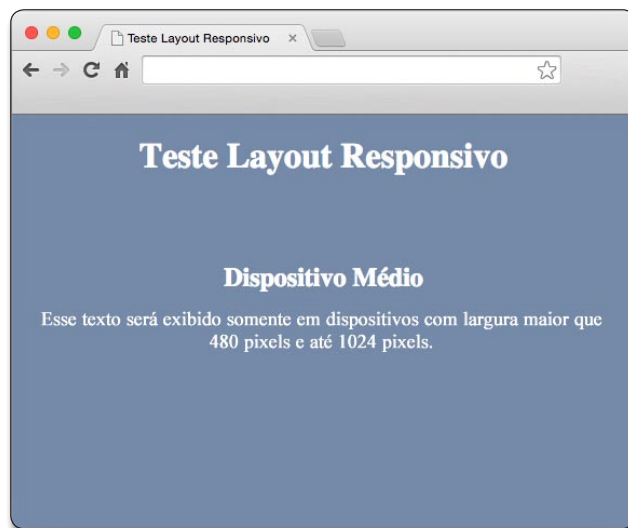 Teste Layout Responsivo
Teste Layout Responsivo
Dispositivo Médio
Esse texto será exibido somente em dispositivos com largura maior que
480 pixels e até 1024 pixels.